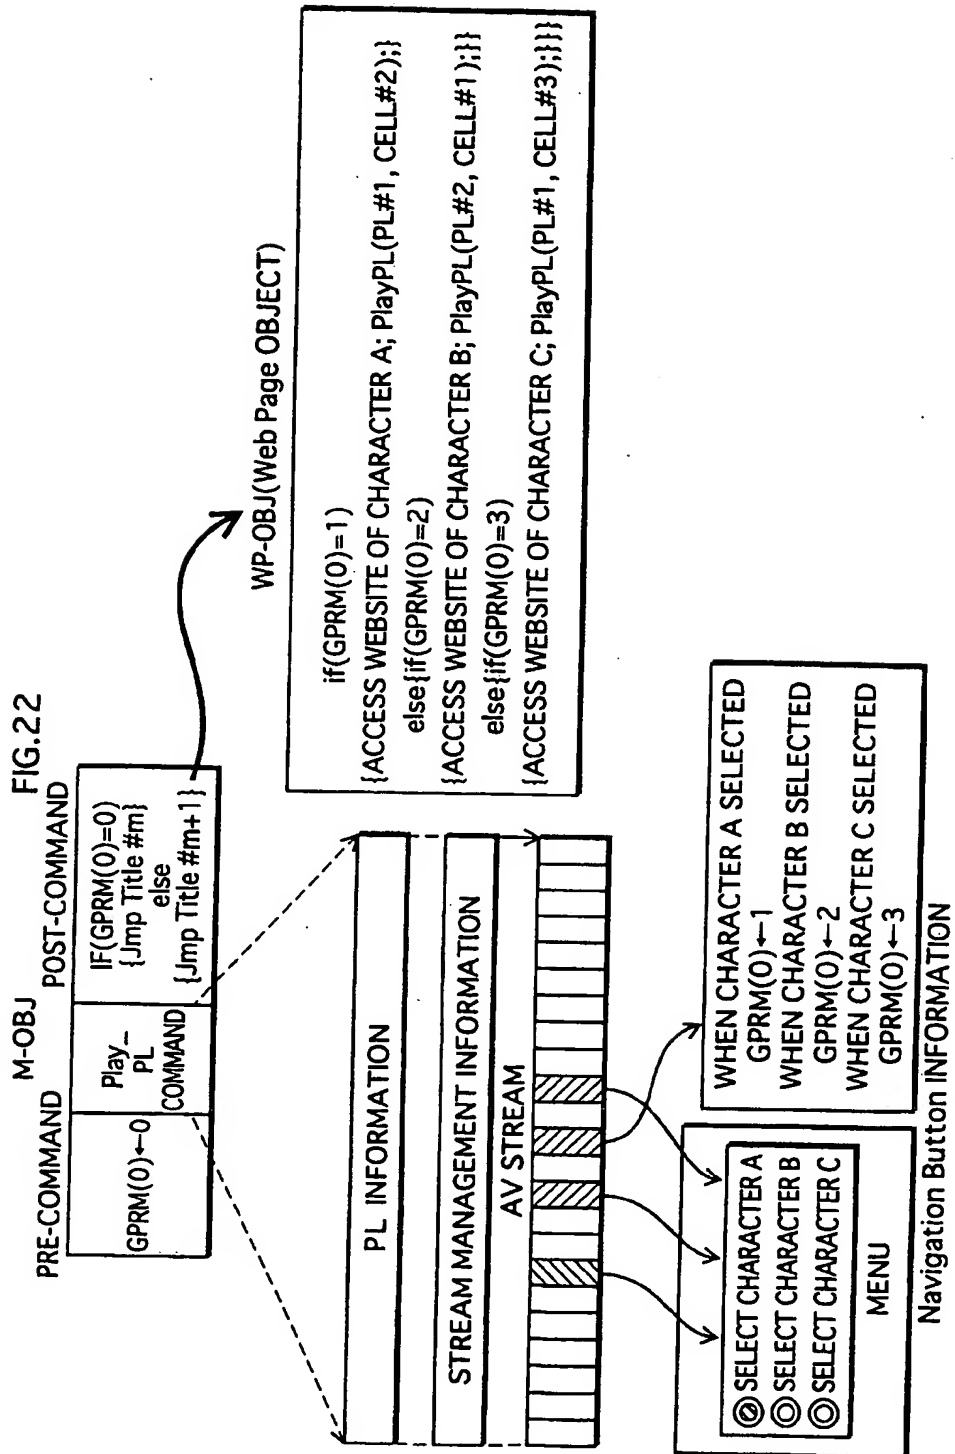 FIG.22
M-OBJ
PRE-COMMAND
POST-COMMAND
GPRM(0)←0
Play_
PL
COMMAND
IF(GPRM(0)=0)
{Jmp Title #m}
else
{Jmp Title #m+1}
WP-OBJ(Web Page OBJECT)
if(GPRM(0)=1)
{ACCESS WEBSITE OF CHARACTER A; PlayPL(PL#1, CELL#2);}
else{if(GPRM(0)=2)
{ACCESS WEBSITE OF CHARACTER B; PlayPL(PL#2, CELL#1);}}
else{if(GPRM(0)=3)
{ACCESS WEBSITE OF CHARACTER C; PlayPL(PL#1, CELL#3);}}}
PL INFORMATION
STREAM MANAGEMENT INFORMATION
AV STREAM
SELECT CHARACTER A
SELECT CHARACTER B
SELECT CHARACTER C
MENU
WHEN CHARACTER A SELECTED
GPRM(0)←1
WHEN CHARACTER B SELECTED
GPRM(0)←2
WHEN CHARACTER C SELECTED
GPRM(0)←3
Navigation Button INFORMATION